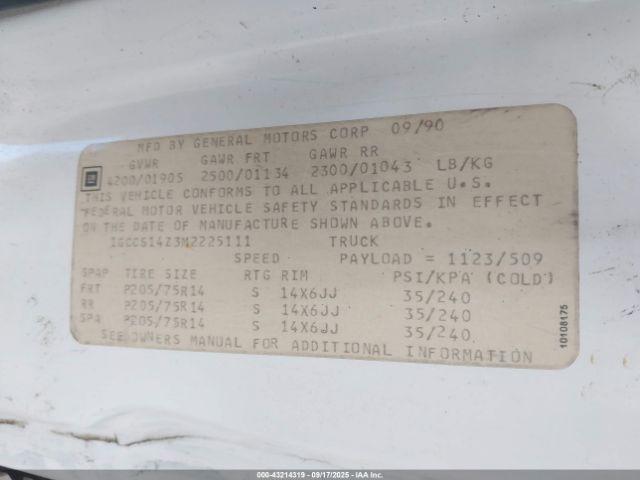 MFD BY GENERAL MOTORS CORP 09/90
GVWR GAWR FRT GAWR RR
GM 4200/01905 2500/01134 2300/01043 LB/KG
THIS VEHICLE CONFORMS TO ALL APPLICABLE U.S.
FEDERAL MOTOR VEHICLE SAFETY STANDARDS IN EFFECT
ON THE DATE OF MANUFACTURE SHOWN ABOVE.
1GCCS14Z3M2225111 TRUCK
SPEED PAYLOAD = 1123/509
TIRE SIZE RTG RIM PSI/KPA (COLD)
FRT P205/75R14 S 14X6JJ 35/240
RR P205/75R14 S 14X6JJ 35/240
SPA P205/75R14 S 14X6JJ 35/240
SEE OWNERS MANUAL FOR ADDITIONAL INFORMATION
10108175
000-43214319 (09/17/2025) - IAA Inc.